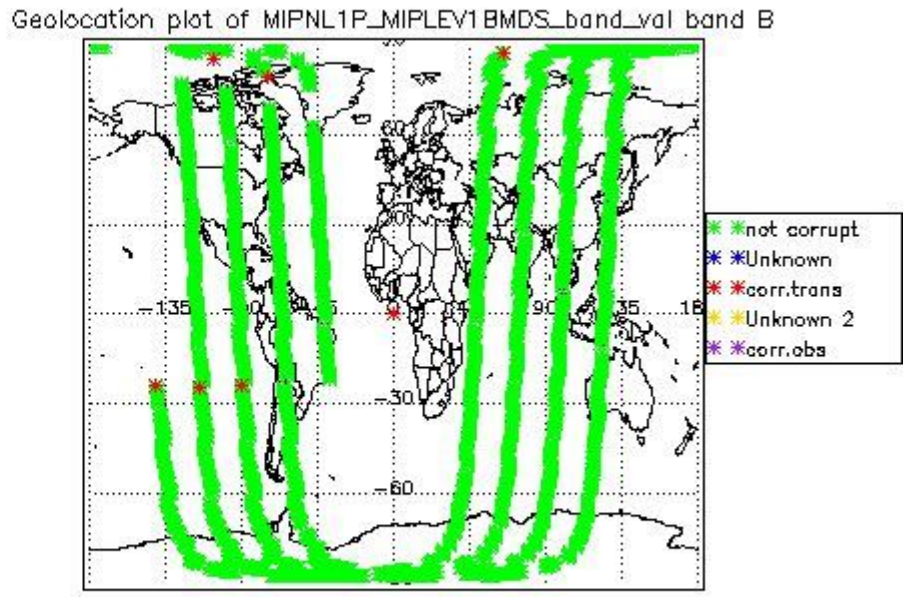 Geolocation plot of MIPNL1P_MIPLEV1BMDS_band_val band B
60
-135
90
135
-30
-60
not corrupt
Unknown
corr.trans
Unknown 2
corr.obs